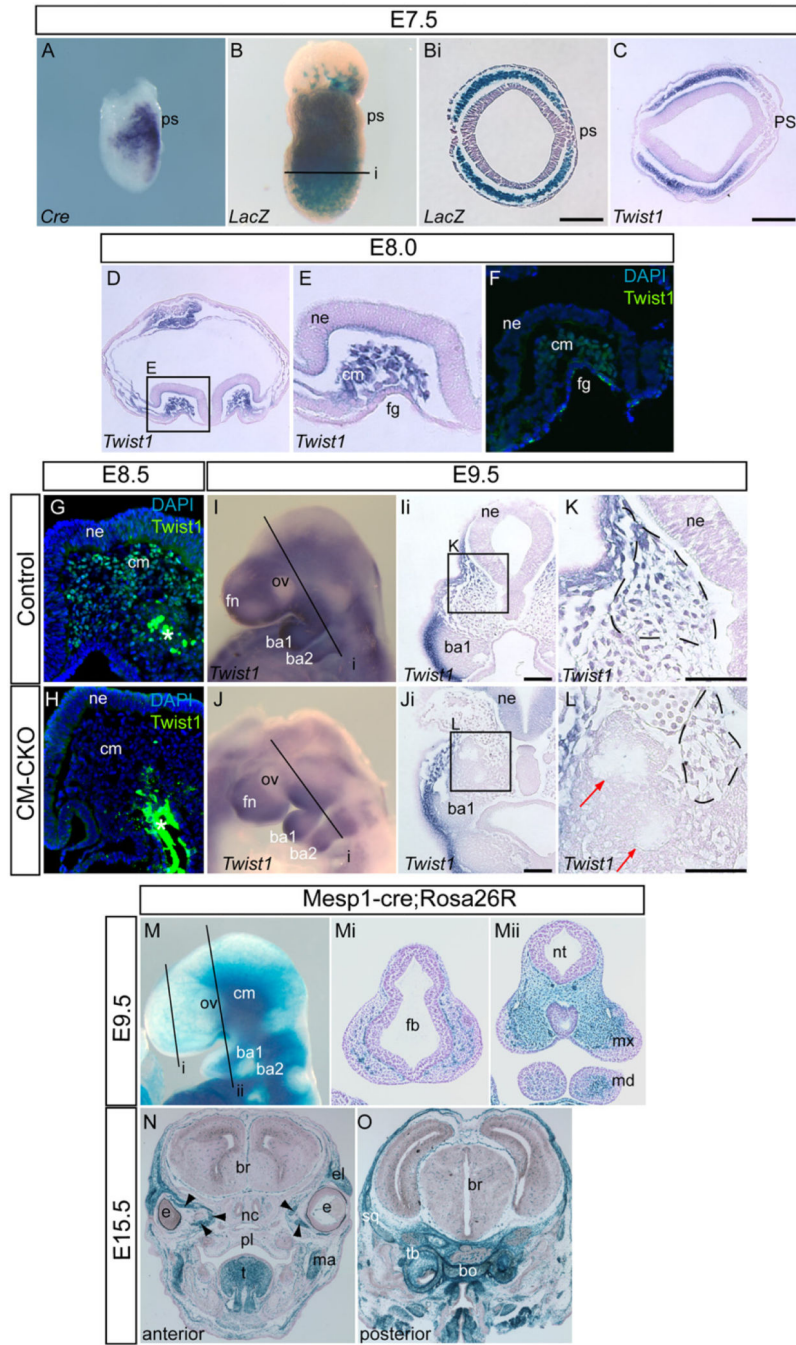 E7.5
A
ps
Cre
B
ps
i
LacZ
Bi
ps
LacZ
C
PS
Twist1
E8.0
D
E
Twist1
E
ne
cm
fg
Twist1
F
DAPI
Twist1
ne
cm
fg
E8.5
E9.5
Control
G
DAPI
Twist1
ne
cm
*
I
ov
fn
ba1
ba2
i
Twist1
Ii
ne
K
ba1
Twist1
K
ne
Twist1
CM-CKO
H
DAPI
Twist1
ne
cm
*
J
ov
fn
ba1
ba2
i
Twist1
Ji
ne
L
ba1
Twist1
L
Twist1
Mesp1-cre;Rosa26R
E9.5
M
cm
ov
ba1
ba2
i
ii
Mi
fb
Mii
nt
mx
md
E15.5
N
br
el
e
e
nc
pl
ma
t
anterior
O
br
sq
tb
bo
posterior